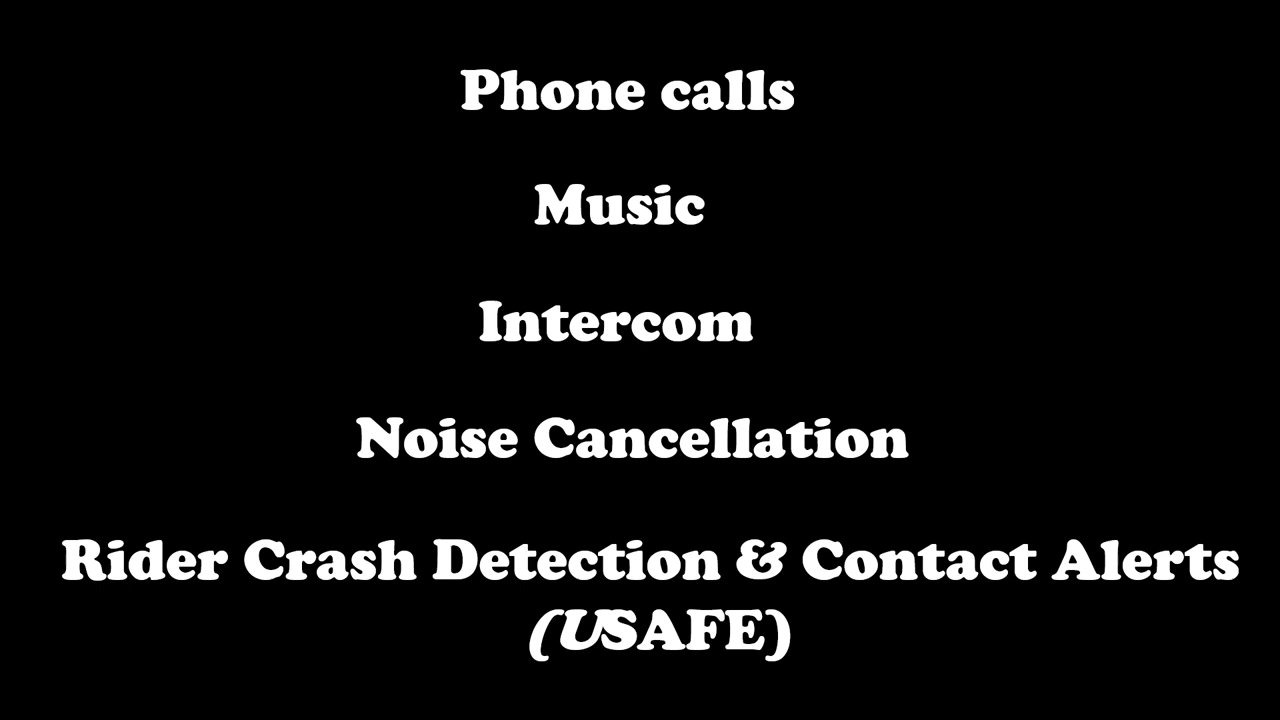 Phone calls
Music
Intercom
Noise Cancellation
Rider Crash Detection & Contact Alerts
(USAFE)